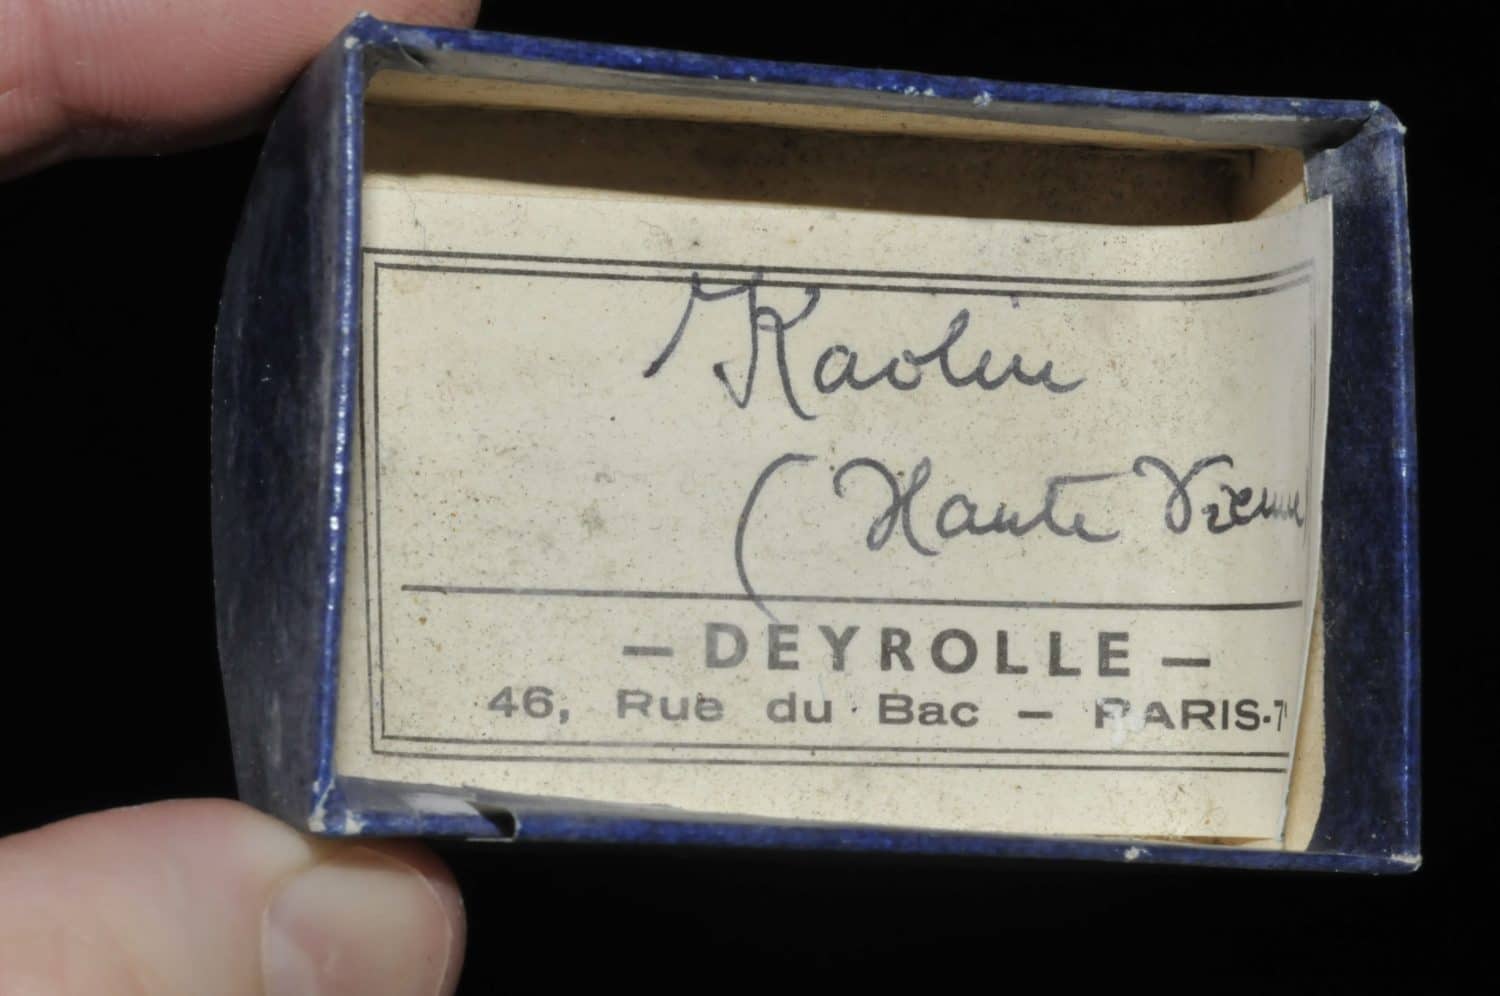 Kaolin
(Haute Vienne
— DEYROLLE —
46, Rue du Bac — PARIS-7